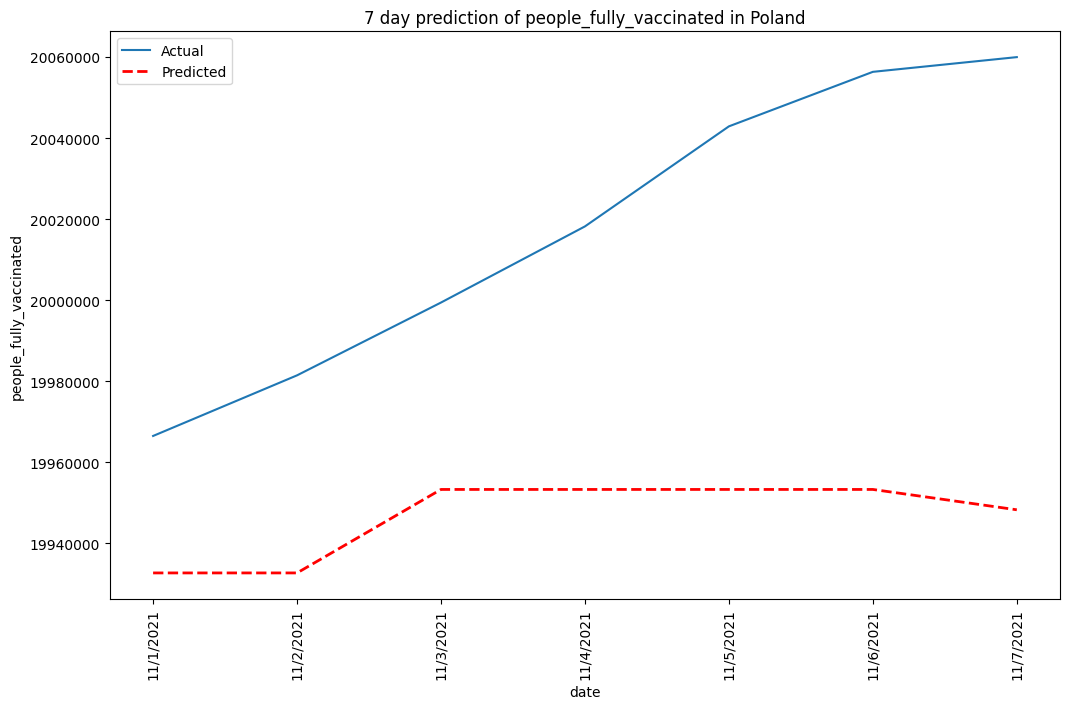 7 day prediction of people_fully_vaccinated in Poland
Actual
Predicted
people_fully_vaccinated
20060000
20040000
20020000
20000000
19980000
19960000
19940000
11/1/2021
11/2/2021
11/3/2021
11/4/2021
11/5/2021
11/6/2021
11/7/2021
date